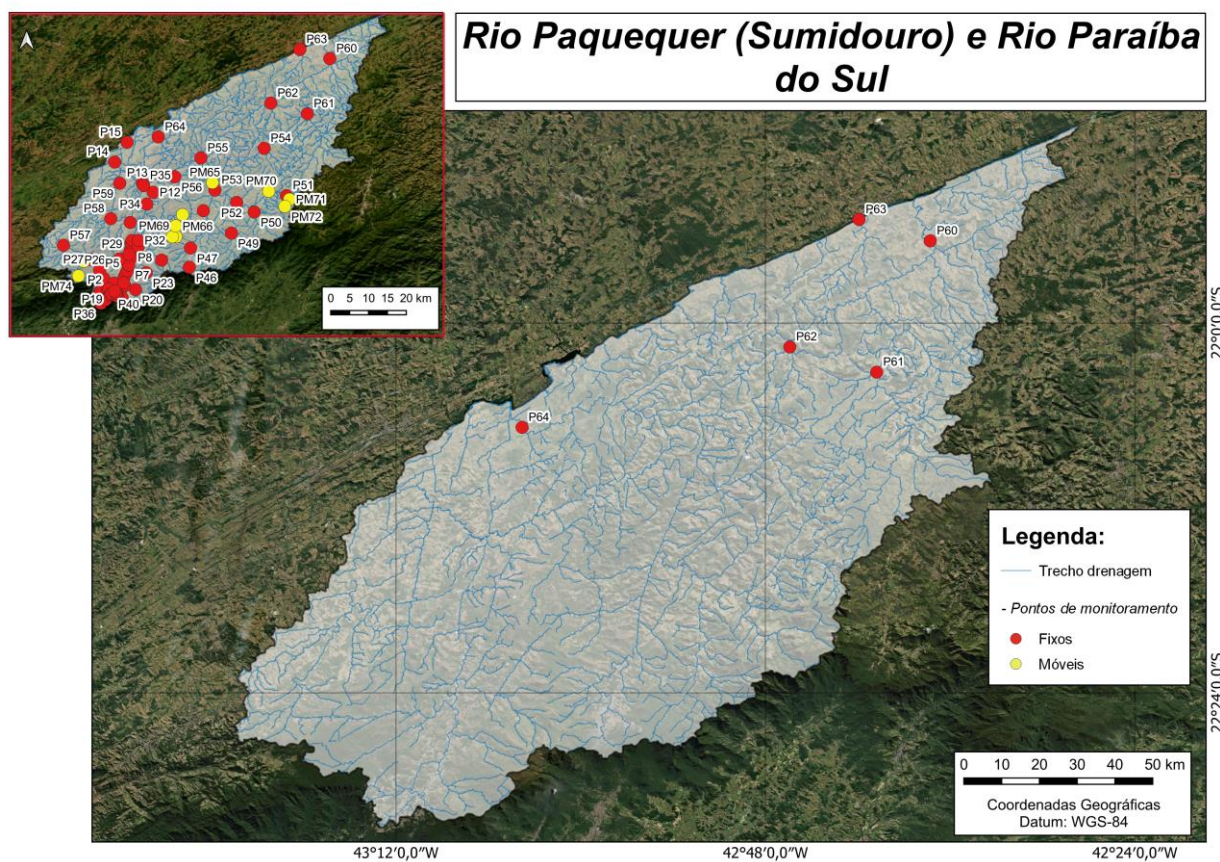 Rio Paquequer (Sumidouro) e Rio Paraíba
do Sul
P63
P60
P62
P61
P15
P64
P14
P55
P54
P13
P35
PM65
P53
PM70
P51
P59
P12
P56
PM71
P34
P52
PM72
P58
PM69
PM66
P50
P57
P29
P32
P49
P27
P26
P5
P8
P47
PM74
P2
P7
P23
P46
P19
P40
P20
P36
0 5 10 15 20 km
P63
P60
P62
P61
P64
22°0'0,0"S
22°24'0,0"S
Legenda:
Trecho drenagem
- Pontos de monitoramento
Fixos
Móveis
0 10 20 30 40 50 km
Coordenadas Geográficas
Datum: WGS-84
43°12'0,0"W
42°48'0,0"W
42°24'0,0"W